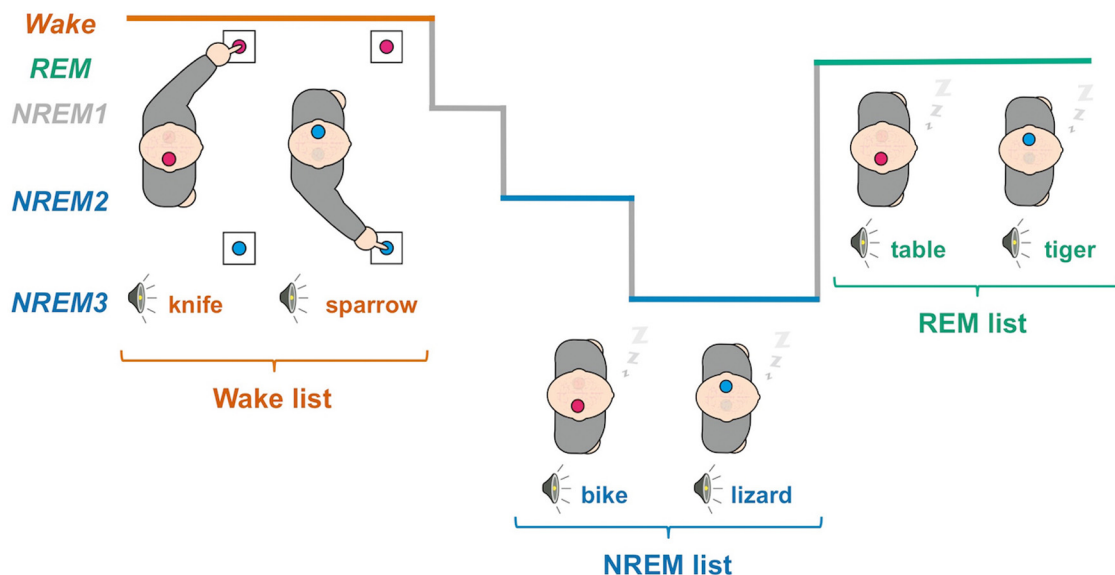 Wake
REM
NREM1
NREM2
NREM3
knife
sparrow
Wake list
z
z
z
z
z
z
bike
lizard
NREM list
z
z
z
z
z
z
table
tiger
REM list